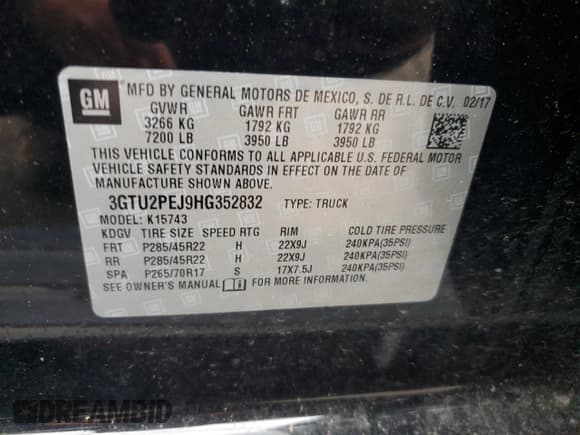 GM
MFD BY GENERAL MOTORS DE MEXICO, S. DE R.L. DE C.V. 02/17
GVWR GAWR FRT GAWR RR
3266 KG 1792 KG 1792 KG
7200 LB 3950 LB 3950 LB
THIS VEHICLE CONFORMS TO ALL APPLICABLE U.S. FEDERAL MOTOR
VEHICLE SAFETY STANDARDS IN EFFECT ON THE DATE OF
MANUFACTURE SHOWN ABOVE.
3GTU2PEJ9HG352832 TYPE: TRUCK
MODEL: K15743
KDGV TIRE SIZE SPEED RTG RIM COLD TIRE PRESSURE
FRT P285/45R22 H 22X9J 240KPA(35PSI)
RR P285/45R22 H 22X9J 240KPA(35PSI)
SPA P265/70R17 S 17X7.5J 240KPA(35PSI)
SEE OWNER'S MANUAL FOR MORE INFORMATION.
DREAMBID